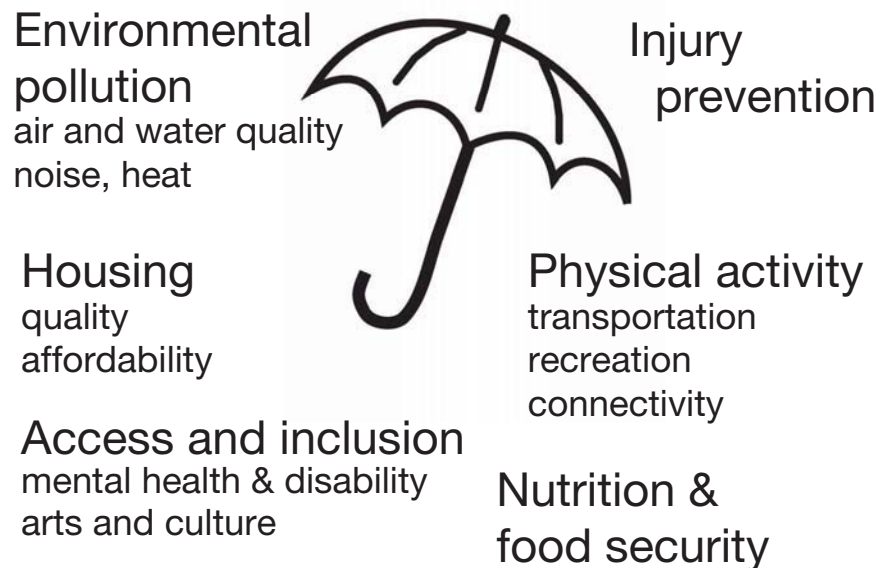 Environmental
pollution
air and water quality
noise, heat
Injury
prevention
Housing
quality
affordability
Physical activity
transportation
recreation
connectivity
Access and inclusion
mental health & disability
arts and culture
Nutrition &
food security